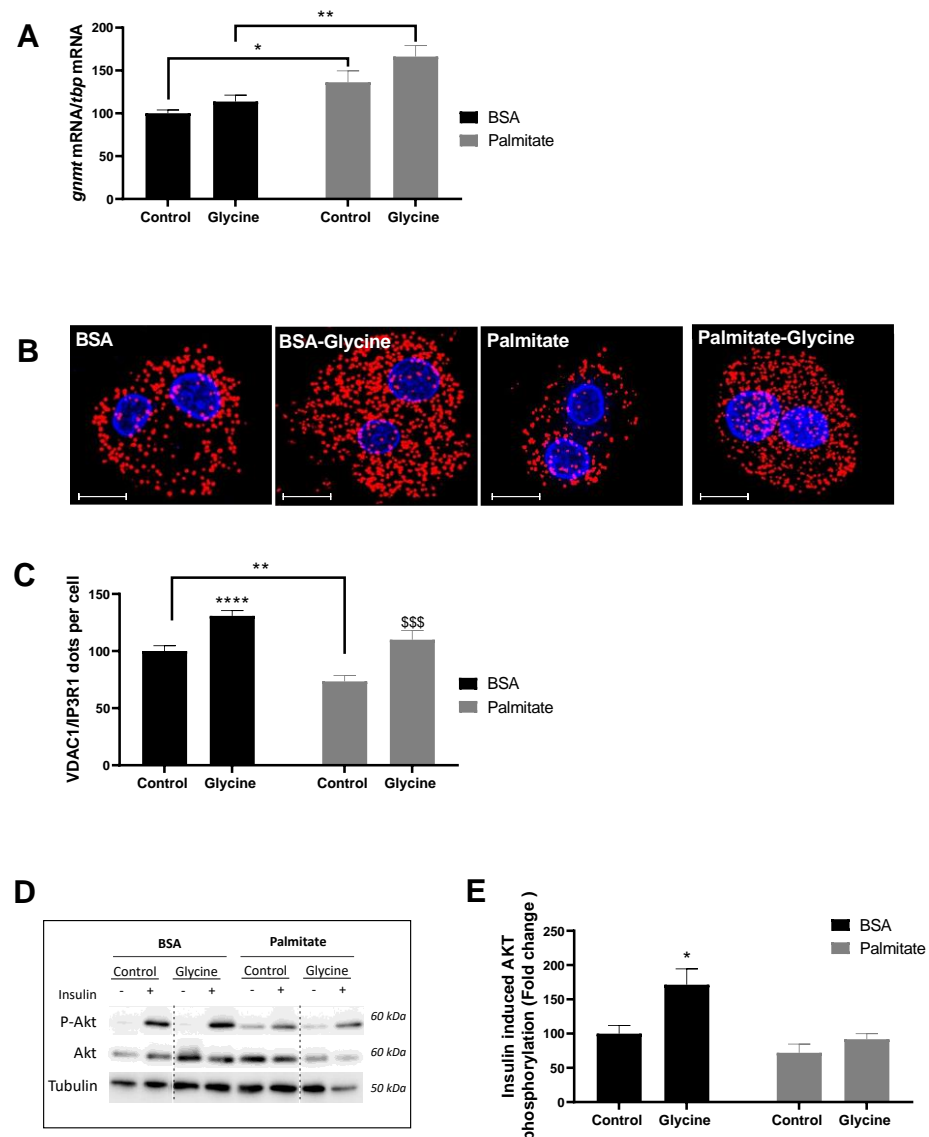 A
gnmt mRNA/tbp mRNA
200
150
100
50
0
*
**
Control
Glycine
Control
Glycine
BSA
Palmitate
B
BSA
BSA-Glycine
Palmitate
Palmitate-Glycine
C
VDAC1/IP3R1 dots per cell
150
100
50
0
**
****
$$$
Control
Glycine
Control
Glycine
BSA
Palmitate
D
BSA Palmitate
Control Glycine Control Glycine
Insulin - + - + - + - +
P-Akt 60 kDa
Akt 60 kDa
Tubulin 50 kDa
E
Insulin induced AKT
phosphorylation (Fold change )
250
200
150
100
50
0
*
Control
Glycine
Control
Glycine
BSA
Palmitate